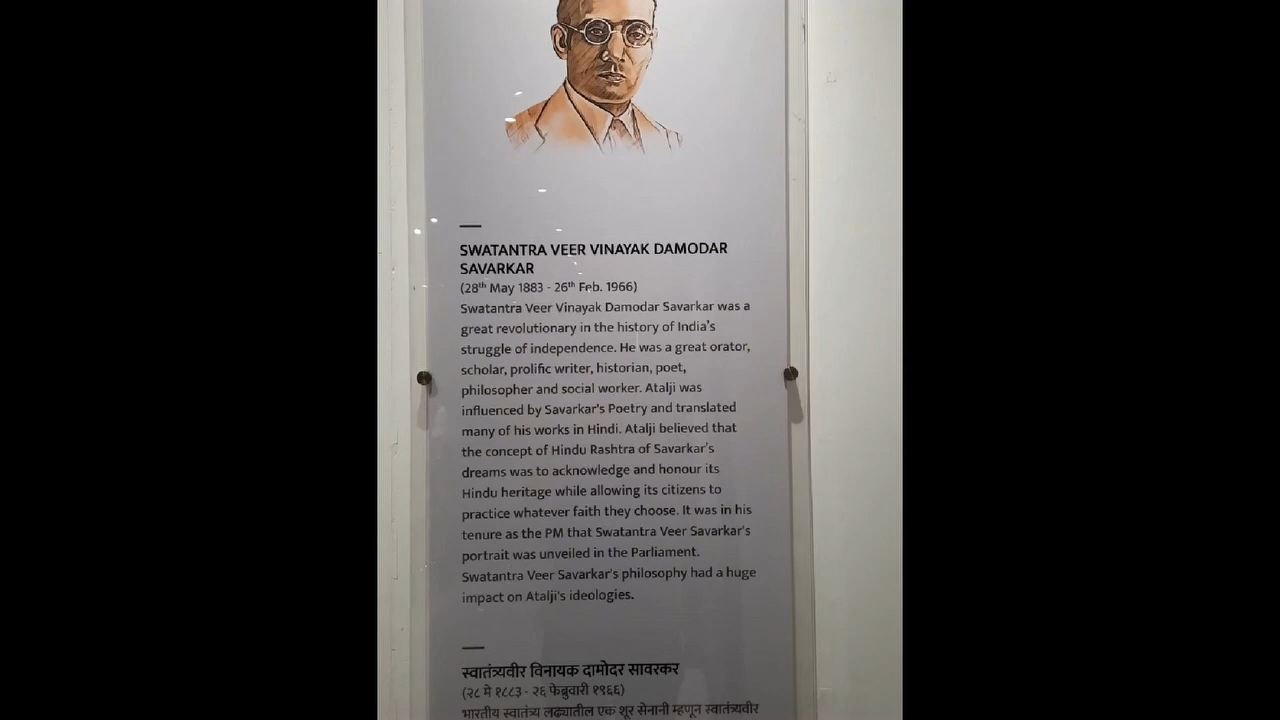 SWATANTRA VEER VINAYAK DAMODAR
SAVARKAR
(28th May 1883 - 26th Feb. 1966)
Swatantra Veer Vinayak Damodar Savarkar was a
great revolutionary in the history of India's
struggle of independence. He was a great orator,
scholar, prolific writer, historian, poet,
philosopher and social worker. Atalji was
influenced by Savarkar's Poetry and translated
many of his works in Hindi. Atalji believed that
the concept of Hindu Rashtra of Savarkar's
dreams was to acknowledge and honour its
Hindu heritage while allowing its citizens to
practice whatever faith they choose. It was in his
tenure as the PM that Swatantra Veer Savarkar's
portrait was unveiled in the Parliament.
Swatantra Veer Savarkar's philosophy had a huge
impact on Atalji's ideologies.
स्वातंत्र्यवीर विनायक दामोदर सावरकर
(२८ मे १८८३ - २६ फेब्रुवारी १९६६)
भारतीय स्वातंत्र्य लढ्यातील एक शूर सेनानी म्हणून स्वातंत्र्यवीर